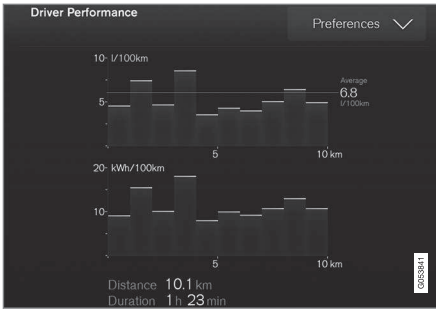 Driver Performance
Preferences
10 l/100km
Average
6.8
l/100km
5
5
10 km
20 kWh/100km
10
5
10 km
Distance 10.1 km
Duration 1 h 23 min
G053841